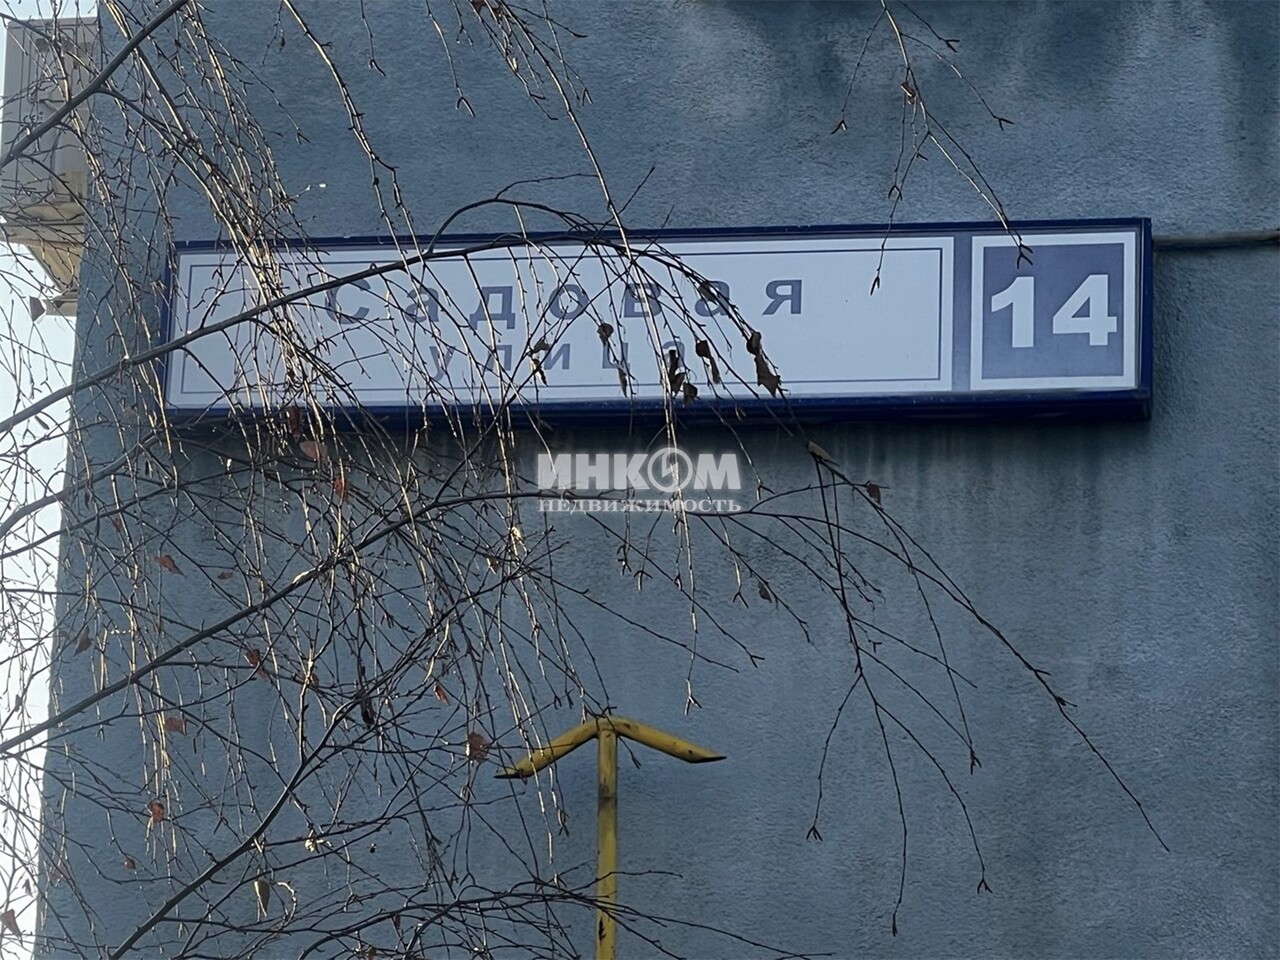 Садовая
улица
14
ИНКОМ
НЕДВИЖИМОСТЬ